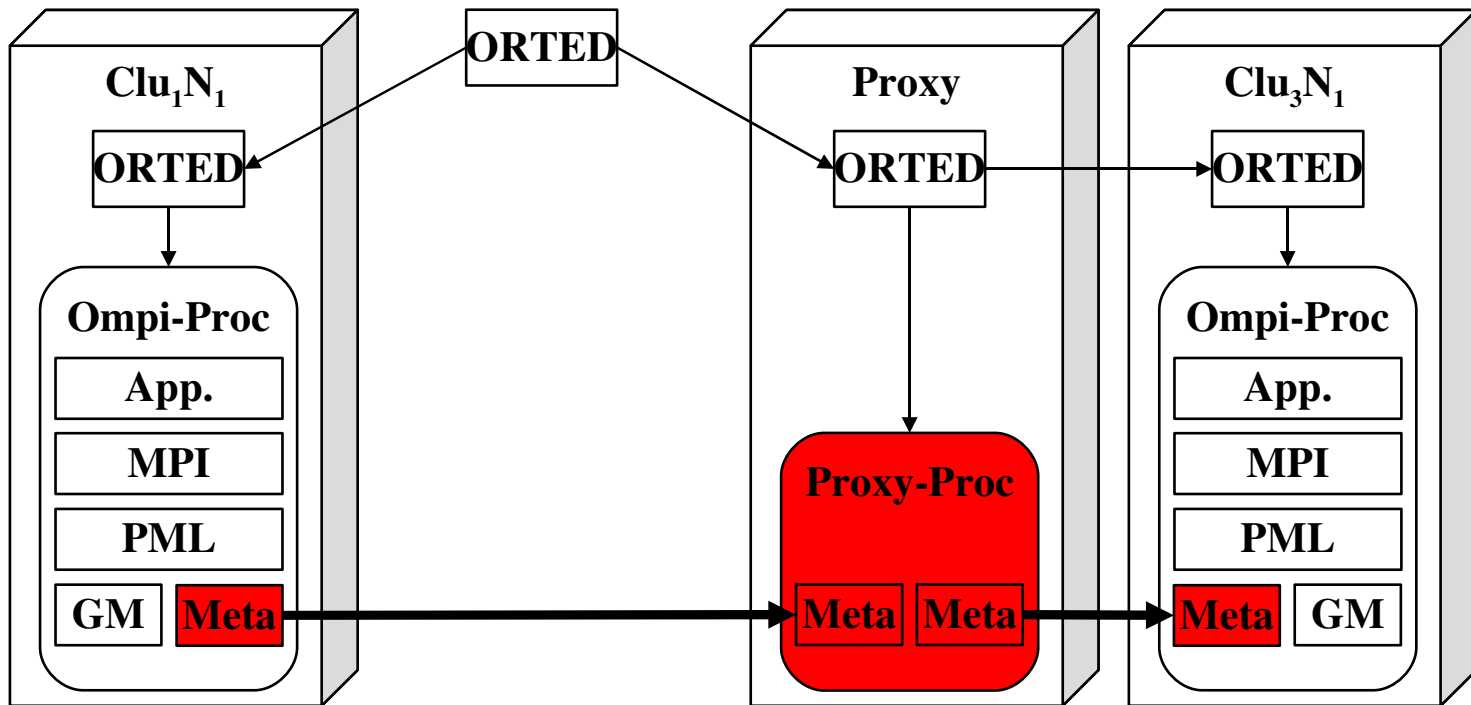 ORTED
Clu₁N₁
ORTED
Ompi-Proc
App.
MPI
PML
GM
Meta
Proxy
ORTED
Proxy-Proc
Meta
Meta
Clu₃N₁
ORTED
Ompi-Proc
App.
MPI
PML
Meta
GM